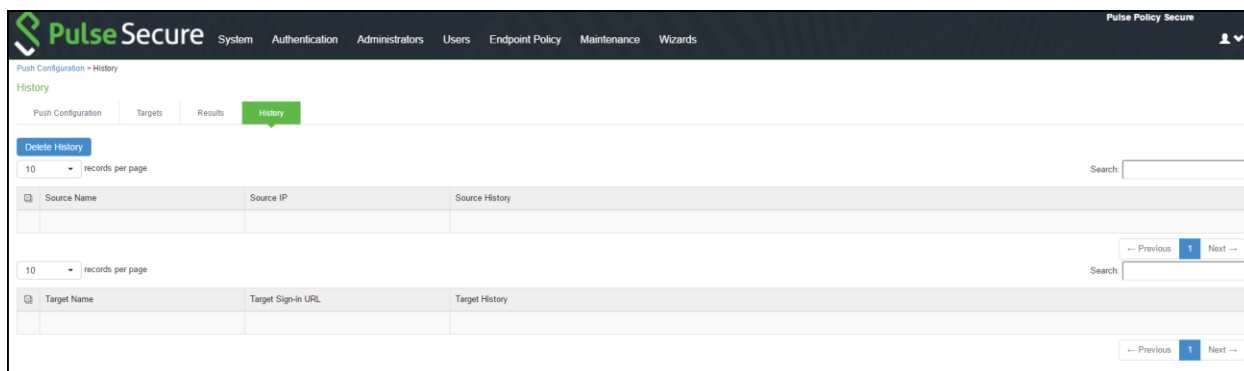 Pulse Policy Secure
Pulse Secure System Authentication Administrators Users Endpoint Policy Maintenance Wizards
Push Configuration > History
History
Push Configuration Targets Results History
Delete History
10 records per page Search:
Source Name Source IP Source History
← Previous 1 Next →
10 records per page Search:
Target Name Target Sign-in URL Target History
← Previous 1 Next →